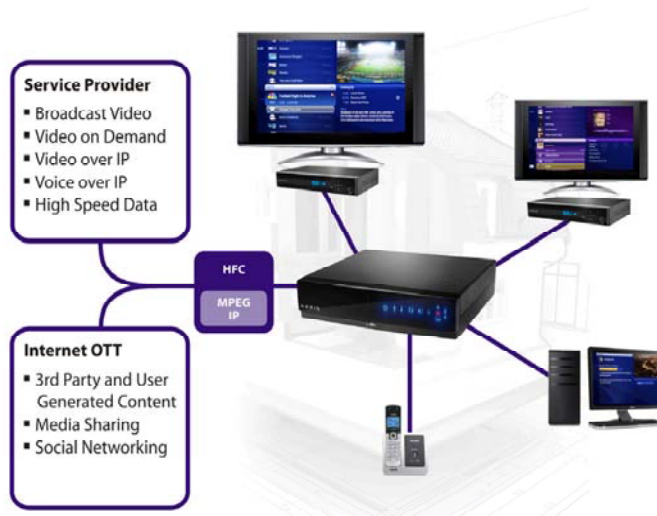 Service Provider
▪ Broadcast Video
▪ Video on Demand
▪ Video over IP
▪ Voice over IP
▪ High Speed Data
HFC
MPEG
IP
ARRIS
Internet OTT
▪ 3rd Party and User
Generated Content
▪ Media Sharing
▪ Social Networking